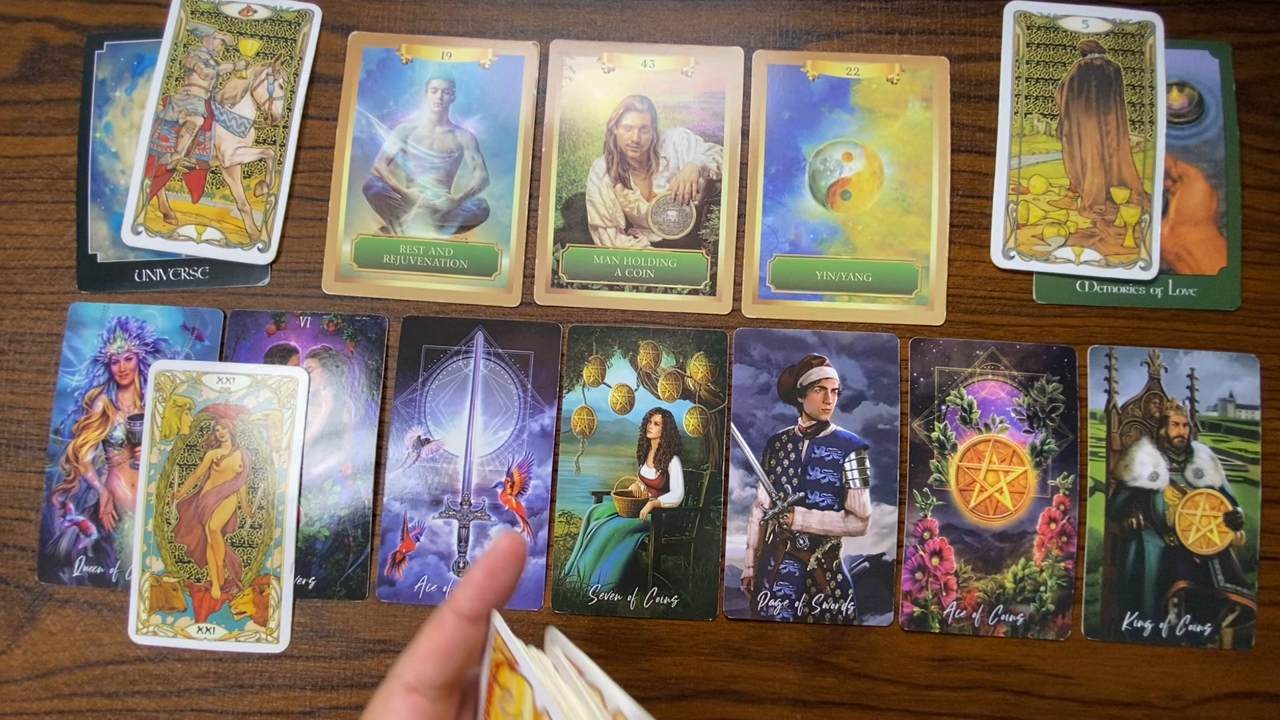 19
REST AND
REJUVENATION
43
MAN HOLDING
A COIN
22
YIN/YANG
5
UNIVERSE
Memories of Love
VI
XXI
XXI
Queen of
Ace of
Seven of Coins
Page of Swords
Ace of Coins
King of Coins